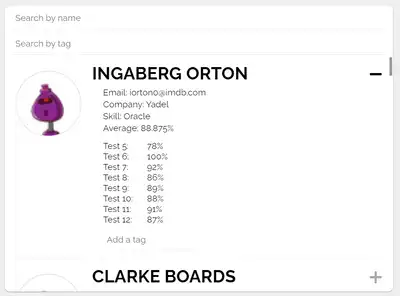 Search by name
Search by tag
INGABERG ORTON
Email: iorton0@imdb.com
Company: Yadel
Skill: Oracle
Average: 88.875%
Test 5: 78%
Test 6: 100%
Test 7: 92%
Test 8: 86%
Test 9: 89%
Test 10: 88%
Test 11: 91%
Test 12: 87%
Add a tag
CLARKE BOARDS